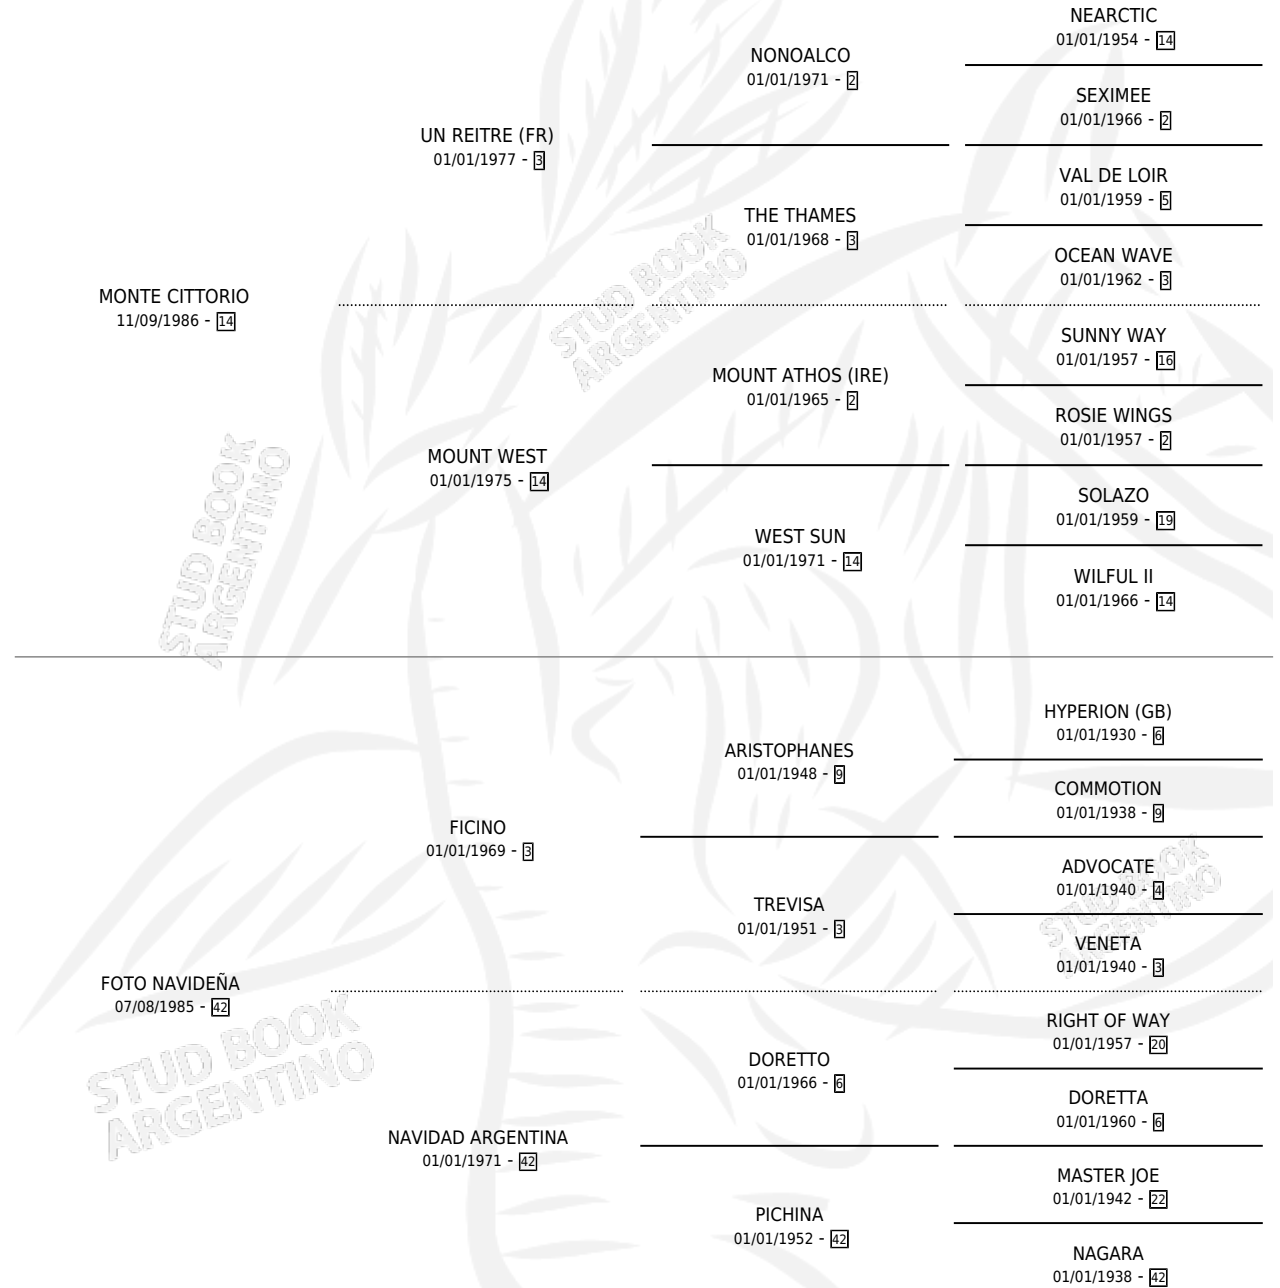 NEARCTIC
01/01/1954 - 14
NONOALCO
01/01/1971 - 2
SEXIMEE
01/01/1966 - 2
UN REITRE (FR)
01/01/1977 - 3
VAL DE LOIR
01/01/1959 - 5
THE THAMES
01/01/1968 - 3
OCEAN WAVE
01/01/1962 - 3
MONTE CITTORIO
11/09/1986 - 14
STUD BOOK
ARGENTINO
SUNNY WAY
01/01/1957 - 16
MOUNT ATHOS (IRE)
01/01/1965 - 2
ROSIE WINGS
01/01/1957 - 2
MOUNT WEST
01/01/1975 - 14
SOLAZO
01/01/1959 - 19
WEST SUN
01/01/1971 - 14
WILFUL II
01/01/1966 - 14
STUD BOOK
ARGENTINO
HYPERION (GB)
01/01/1930 - 6
ARISTOPHANES
01/01/1948 - 9
COMMOTION
01/01/1938 - 9
FICINO
01/01/1969 - 3
ADVOCATE
01/01/1940 - 4
TREVISA
01/01/1951 - 3
VENETA
01/01/1940 - 3
STUD BOOK
ARGENTINO
FOTO NAVIDEÑA
07/08/1985 - 42
RIGHT OF WAY
01/01/1957 - 20
DORETTO
01/01/1966 - 6
DORETTA
01/01/1960 - 6
STUD BOOK
ARGENTINO
NAVIDAD ARGENTINA
01/01/1971 - 42
MASTER JOE
01/01/1942 - 22
PICHINA
01/01/1952 - 42
NAGARA
01/01/1938 - 42